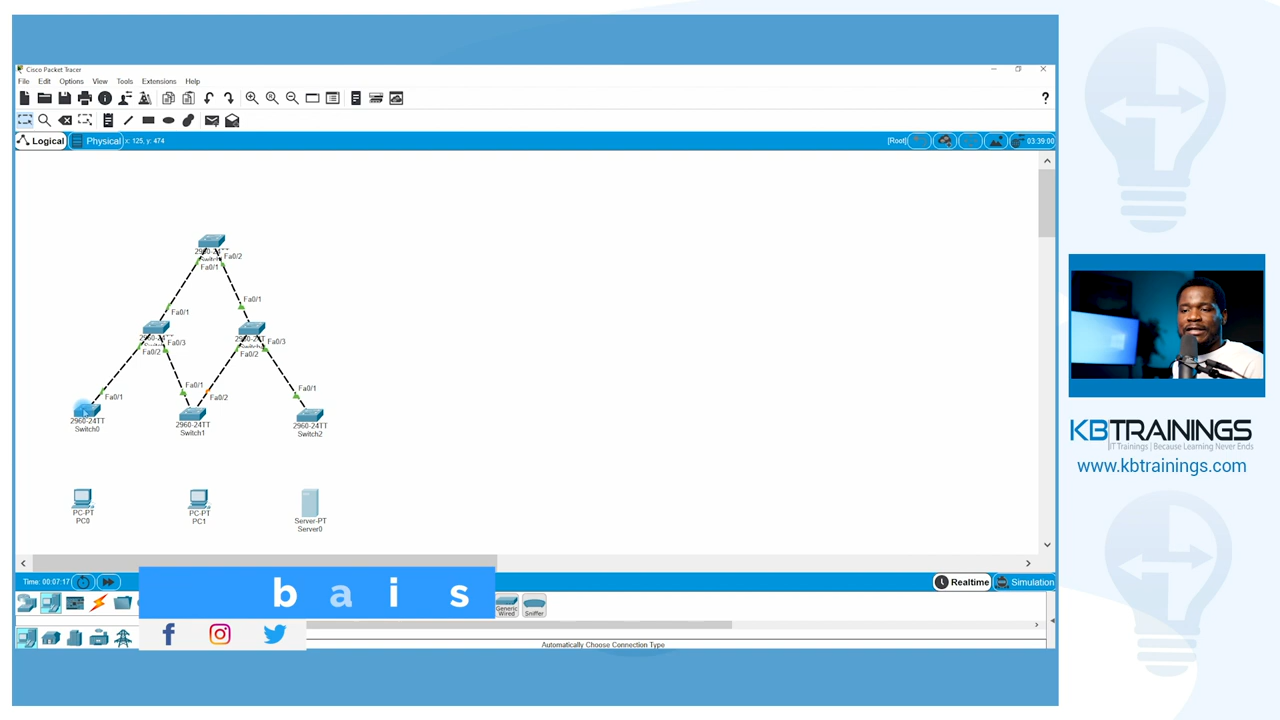 Cisco Packet Tracer
File Edit Options View Tools Extensions Help
?
Logical Physical x: 125, y: 474 [Root] 03:39:00
Fa0/2
Fa0/1
Fa0/1
Fa0/1
Fa0/3
Fa0/2
Fa0/3
Fa0/2
Fa0/1
Fa0/1
Fa0/2
Fa0/1
2960-24TT
Switch0
2960-24TT
Switch1
2960-24TT
Switch2
PC-PT
PC0
PC-PT
PC1
Server-PT
Server0
Time: 00:07:17 Realtime Simulation
b a i s
Generic
Wired
Sniffer
Automatically Choose Connection Type
KBTRAININGS
IT Trainings | Because Learning Never Ends
www.kbtrainings.com